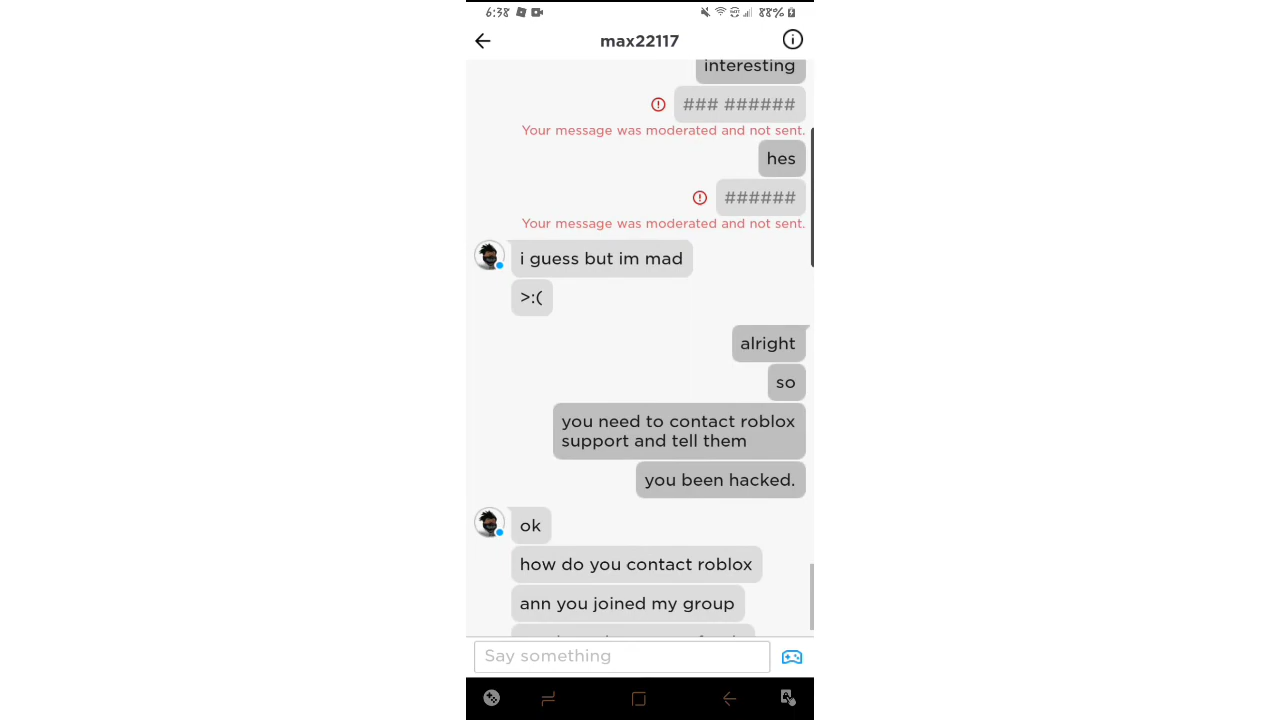 6:38
88%
max22117
interesting
### ######
Your message was moderated and not sent.
hes
######
Your message was moderated and not sent.
i guess but im mad
>:(
alright
so
you need to contact roblox
support and tell them
you been hacked.
ok
how do you contact roblox
ann you joined my group
Say something